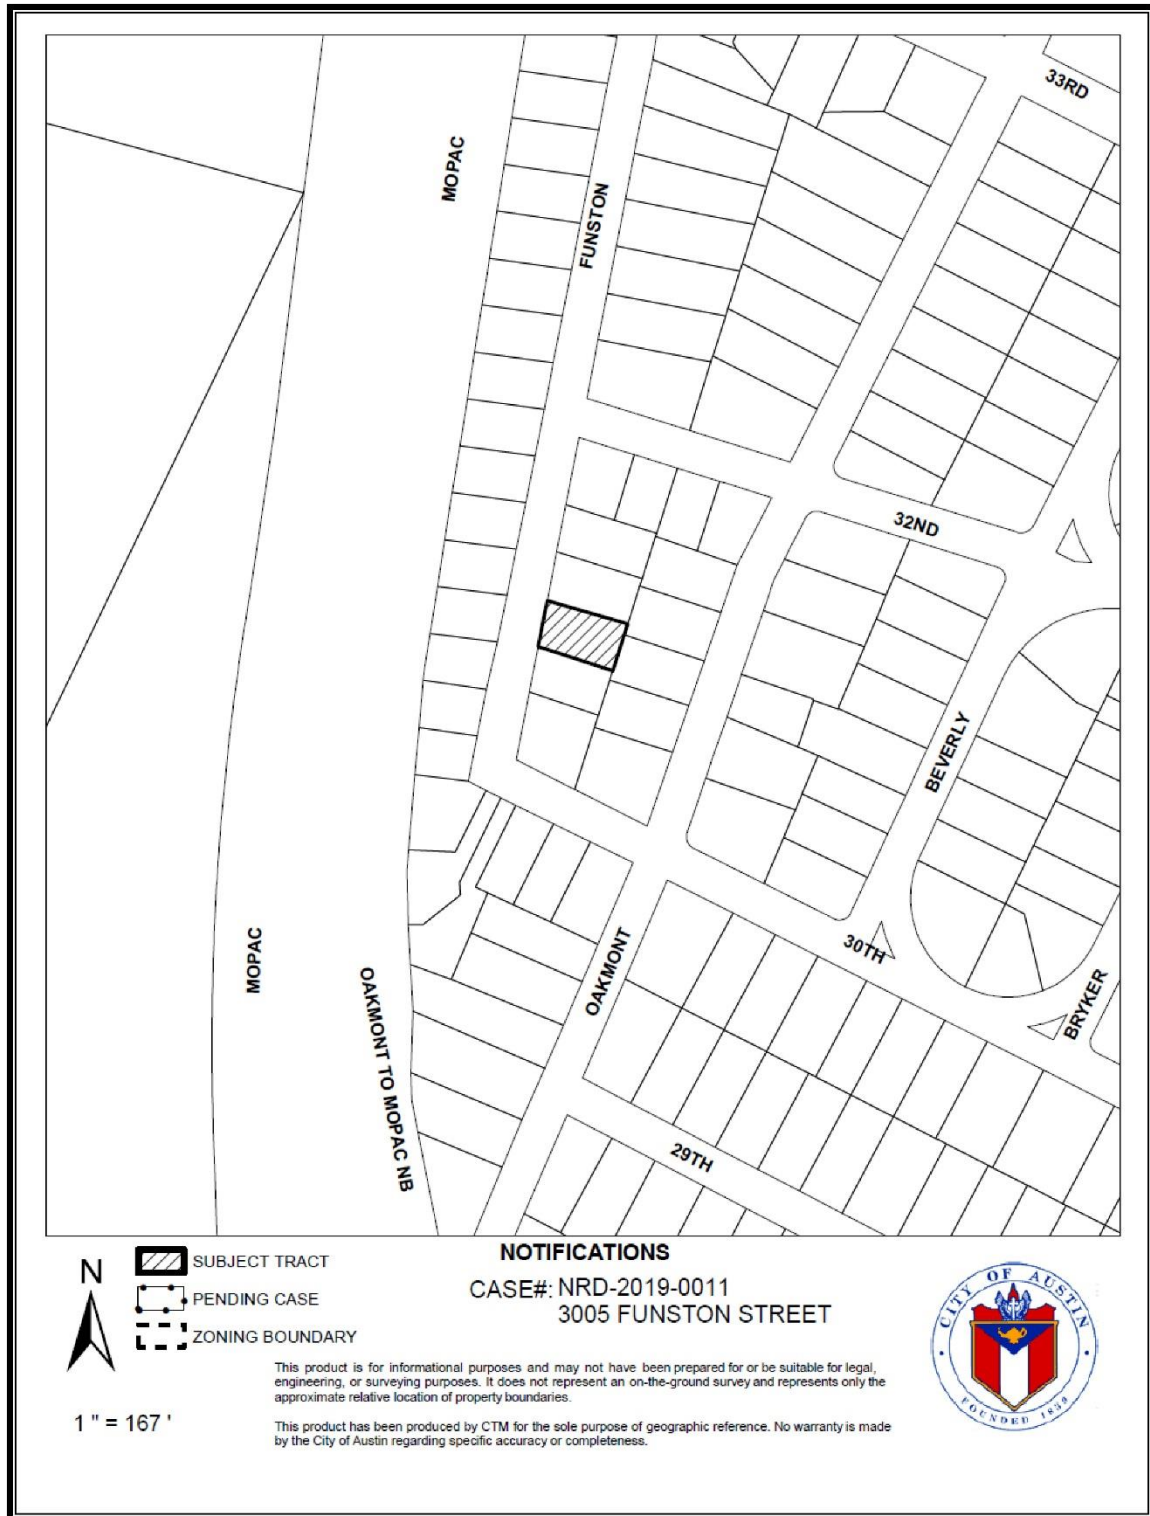 33RD
MOPAC
FUNSTON
32ND
BEVERLY
30TH
MOPAC
OAKMONT
OAKMONT TO MOPAC NB
BRYKER
29TH
N
1 " = 167 '
SUBJECT TRACT
PENDING CASE
ZONING BOUNDARY
NOTIFICATIONS
CASE#: NRD-2019-0011
3005 FUNSTON STREET
This product is for informational purposes and may not have been prepared for or be suitable for legal,
engineering, or surveying purposes. It does not represent an on-the-ground survey and represents only the
approximate relative location of property boundaries.
This product has been produced by CTM for the sole purpose of geographic reference. No warranty is made
by the City of Austin regarding specific accuracy or completeness.
CITY OF AUSTIN
FOUNDED 1839